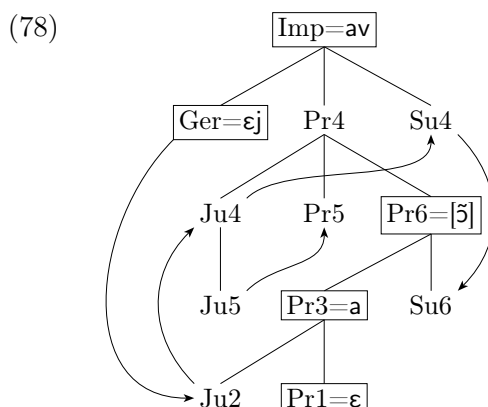 (78)
Imp=av
Ger=ɛj Pr4 Su4
Ju4 Pr5 Pr6=[ɔ̃]
Ju5 Pr3=a Su6
Ju2 Pr1=ɛ